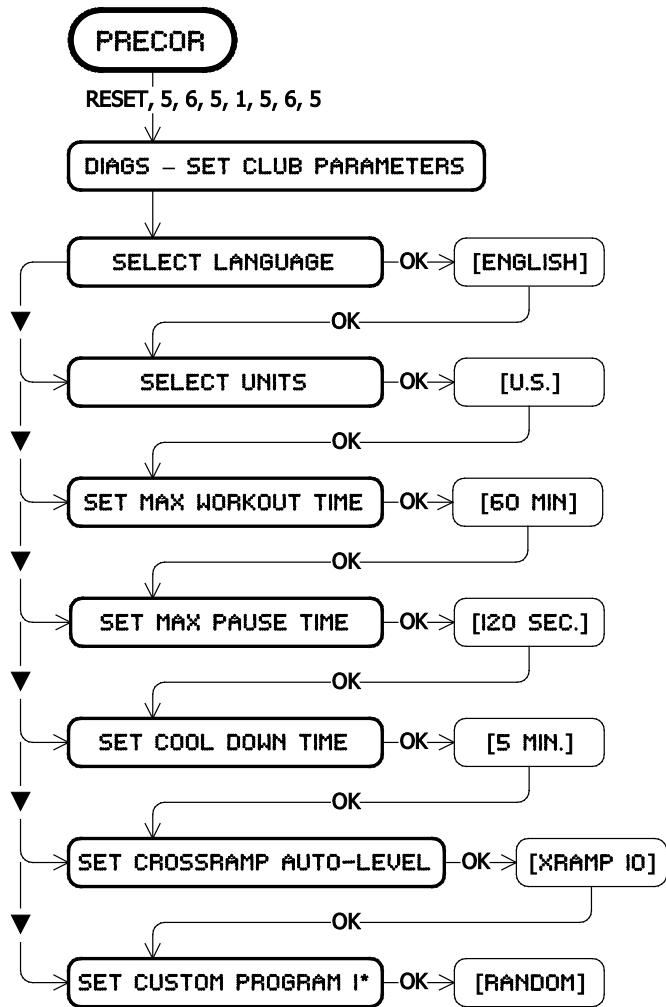 PRECOR
RESET, 5, 6, 5, 1, 5, 6, 5
DIAGS - SET CLUB PARAMETERS
SELECT LANGUAGE OK [ENGLISH]
OK
SELECT UNITS OK [U.S.]
OK
SET MAX WORKOUT TIME OK [60 MIN]
OK
SET MAX PAUSE TIME OK [120 SEC.]
OK
SET COOL DOWN TIME OK [5 MIN.]
OK
SET CROSSRAMP AUTO-LEVEL OK [XRAMP 10]
OK
SET CUSTOM PROGRAM 1* OK [RANDOM]